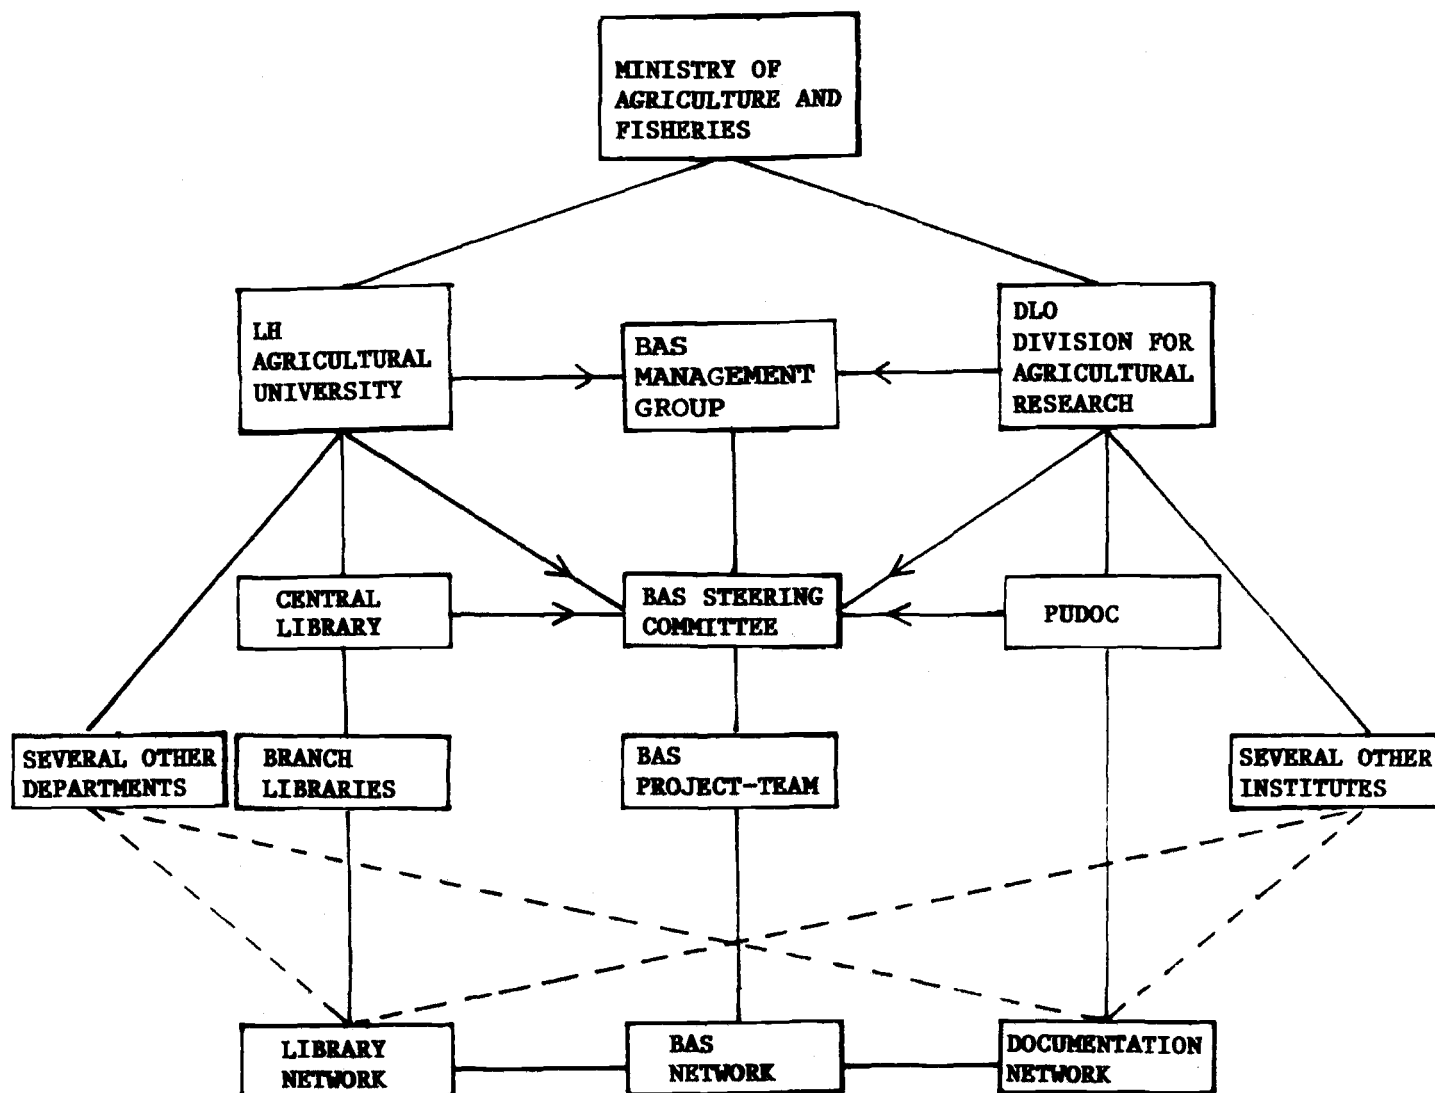 MINISTRY OF
AGRICULTURE AND
FISHERIES
LH
AGRICULTURAL
UNIVERSITY
BAS
MANAGEMENT
GROUP
DLO
DIVISION FOR
AGRICULTURAL
RESEARCH
CENTRAL
LIBRARY
BAS STEERING
COMMITTEE
PUDOC
SEVERAL OTHER
DEPARTMENTS
BRANCH
LIBRARIES
BAS
PROJECT-TEAM
SEVERAL OTHER
INSTITUTES
LIBRARY
NETWORK
BAS
NETWORK
DOCUMENTATION
NETWORK